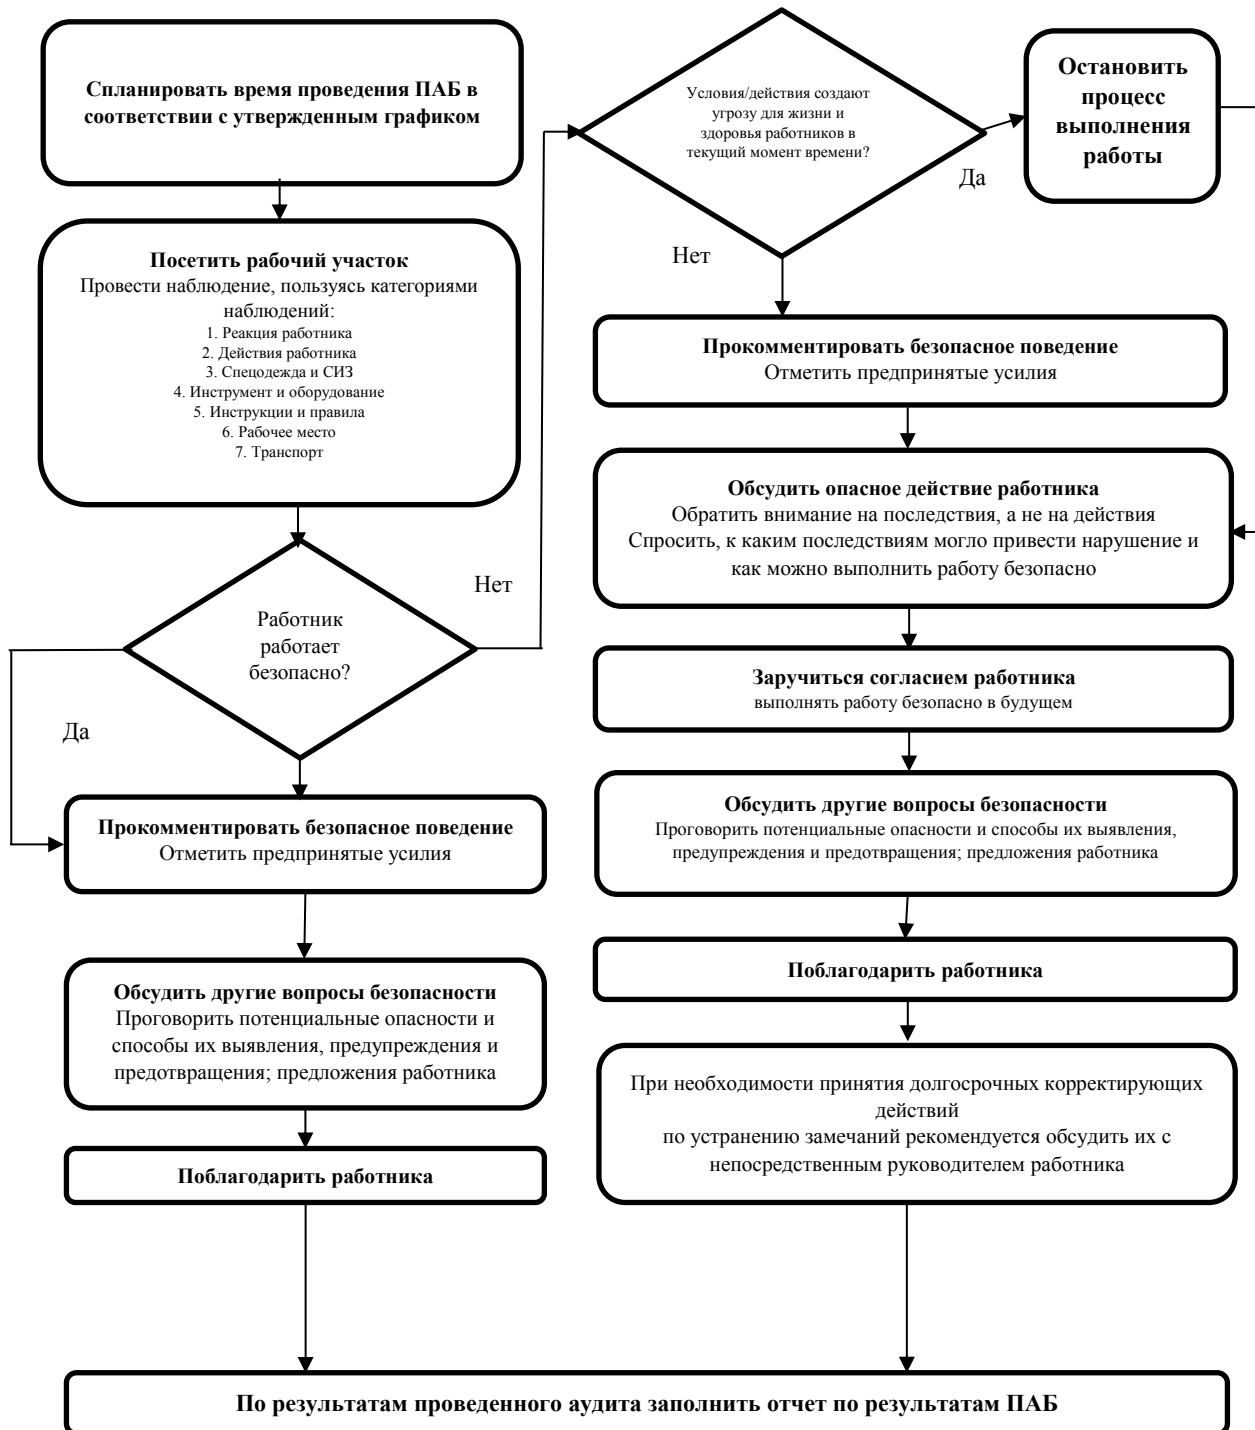 Спланировать время проведения ПАБ в
соответствии с утвержденным графиком
Посетить рабочий участок
Провести наблюдение, пользуясь категориями
наблюдений:
1. Реакция работника
2. Действия работника
3. Спецодежда и СИЗ
4. Инструмент и оборудование
5. Инструкции и правила
6. Рабочее место
7. Транспорт
Работник
работает
безопасно?
Нет
Да
Прокомментировать безопасное поведение
Отметить предпринятые усилия
Обсудить другие вопросы безопасности
Проговорить потенциальные опасности и
способы их выявления, предупреждения и
предотвращения; предложения работника
Поблагодарить работника
Условия/действия создают
угрозу для жизни и
здоровья работников в
текущий момент времени?
Да
Нет
Остановить
процесс
выполнения
работы
Прокомментировать безопасное поведение
Отметить предпринятые усилия
Обсудить опасное действие работника
Обратить внимание на последствия, а не на действия
Спросить, к каким последствиям могло привести нарушение и
как можно выполнить работу безопасно
Заручиться согласием работника
выполнять работу безопасно в будущем
Обсудить другие вопросы безопасности
Проговорить потенциальные опасности и способы их выявления,
предупреждения и предотвращения; предложения работника
Поблагодарить работника
При необходимости принятия долгосрочных корректирующих
действий
по устранению замечаний рекомендуется обсудить их с
непосредственным руководителем работника
По результатам проведенного аудита заполнить отчет по результатам ПАБ